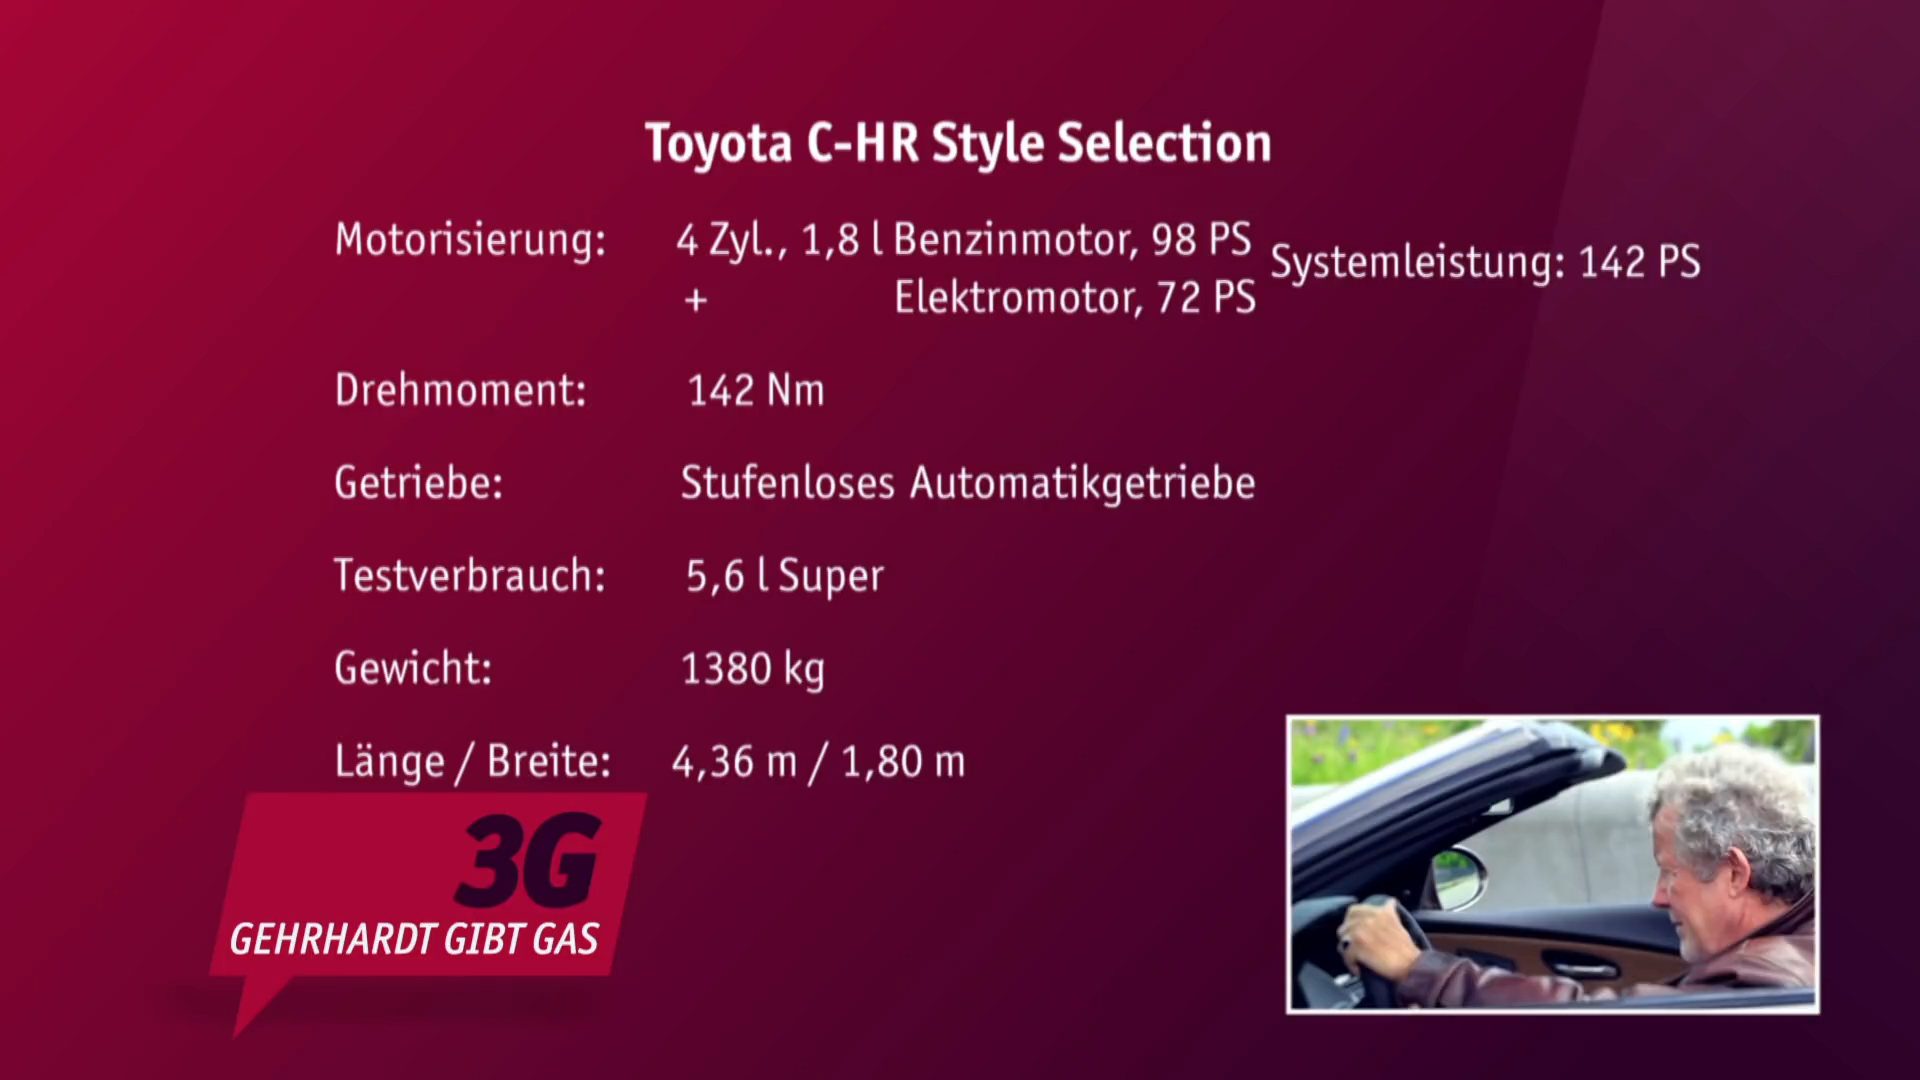 Toyota C-HR Style Selection
Motorisierung: 4 Zyl., 1,8 l Benzinmotor, 98 PS
+ Elektromotor, 72 PS
Systemleistung: 142 PS
Drehmoment: 142 Nm
Getriebe: Stufenloses Automatikgetriebe
Testverbrauch: 5,6 l Super
Gewicht: 1380 kg
Länge / Breite: 4,36 m / 1,80 m
3G
GEHRHARDT GIBT GAS